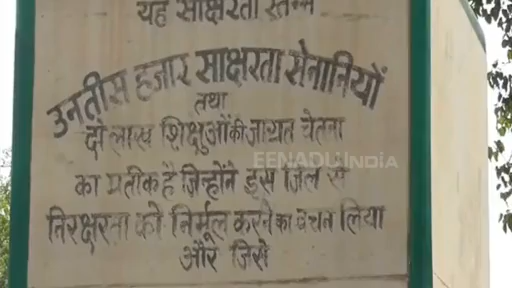 यह साक्षरता स्तम्भ
उनतीस हजार साक्षरता सेनानियों
तथा
दो लाख शिक्षुओं की जाग्रत चेतना
का प्रतीक है जिन्होंने इस जिले से
निरक्षरता को निर्मूल करने का वचन लिया
और जिसे
EENADU INDIA